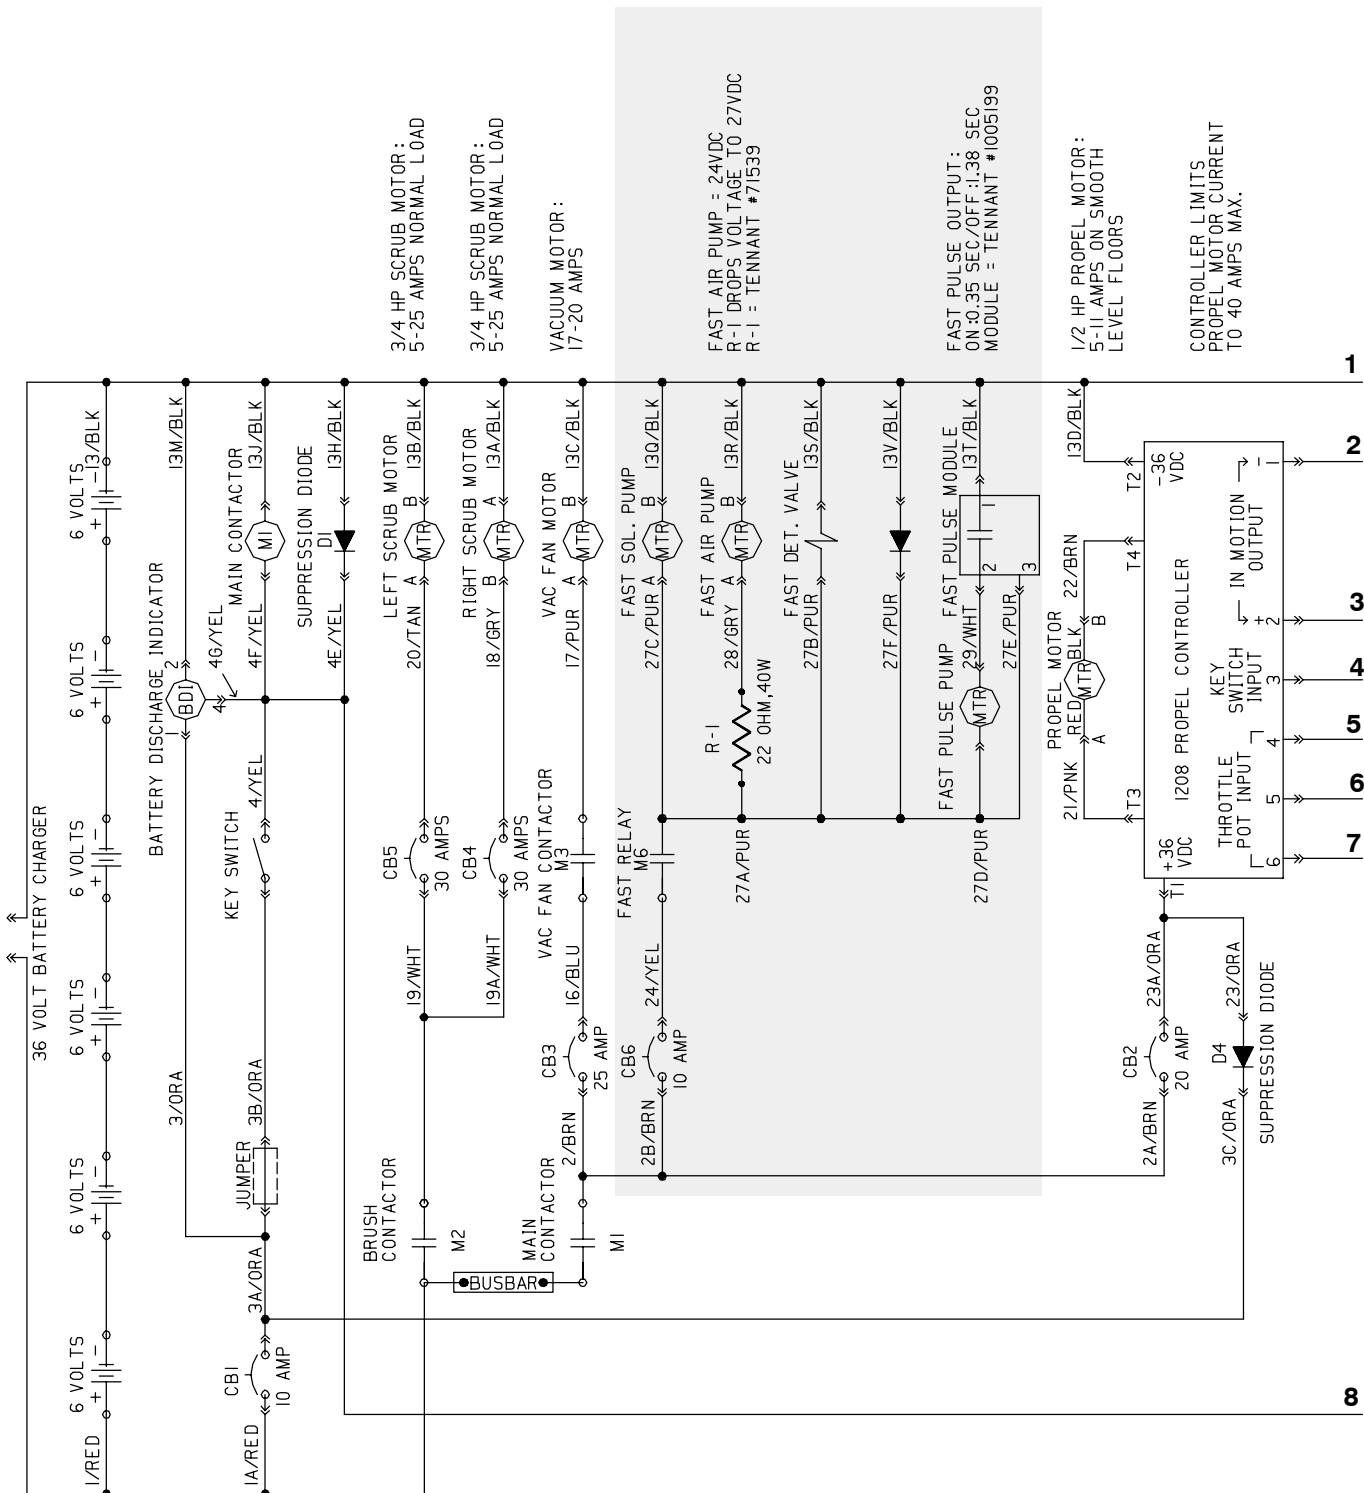 36 VOLT BATTERY CHARGER
1/RED
6 VOLTS
+ -
6 VOLTS
+ -
6 VOLTS
+ -
6 VOLTS
+ -
6 VOLTS
+ -
6 VOLTS
+ -
13/BLK
BATTERY DISCHARGE INDICATOR
3/ORA
1
BDI
2
4
4G/YEL
13M/BLK
1A/RED
CB1
10 AMP
3A/ORA
JUMPER
3B/ORA
KEY SWITCH
4/YEL
MAIN CONTACTOR
4F/YEL
M1
13J/BLK
SUPPRESSION DIODE
4E/YEL
D1
13H/BLK
3/4 HP SCRUB MOTOR:
5-25 AMPS NORMAL LOAD
BRUSH
CONTACTOR
M2
19/WHT
CB5
30 AMPS
LEFT SCRUB MOTOR
20/TAN
A
MTR
B
13B/BLK
3/4 HP SCRUB MOTOR:
5-25 AMPS NORMAL LOAD
19A/WHT
CB4
30 AMPS
RIGHT SCRUB MOTOR
18/GRY
B
MTR
A
13A/BLK
BUSBAR
VACUUM MOTOR:
17-20 AMPS
MAIN
CONTACTOR
M1
2/BRN
CB3
25 AMP
16/BLU
VAC FAN CONTACTOR
M3
VAC FAN MOTOR
17/PUR
A
MTR
B
13C/BLK
2B/BRN
CB6
10 AMP
24/YEL
FAST RELAY
M6
FAST SOL. PUMP
27C/PUR
A
MTR
B
13Q/BLK
FAST AIR PUMP = 24VDC
R-1 DROPS VOLTAGE TO 27VDC
R-1 = TENNANT #71539
27A/PUR
R-1
22 OHM,40W
FAST AIR PUMP
28/GRY
A
MTR
B
13R/BLK
FAST DET. VALVE
27B/PUR
13S/BLK
27F/PUR
13V/BLK
FAST PULSE OUTPUT:
ON:0.35 SEC/OFF:1.38 SEC
MODULE = TENNANT #1005199
27D/PUR
FAST PULSE PUMP
MTR
29/WHT
FAST PULSE MODULE
2
1
3
13T/BLK
27E/PUR
1/2 HP PROPEL MOTOR:
5-11 AMPS ON SMOOTH
LEVEL FLOORS
PROPEL MOTOR
21/PNK
A
RED
MTR
BLK
B
22/BRN
13D/BLK
CONTROLLER LIMITS
PROPEL MOTOR CURRENT
TO 40 AMPS MAX.
2A/BRN
CB2
20 AMP
23A/ORA
T1
T3
T4
T2
+36
VDC
-36
VDC
1208 PROPEL CONTROLLER
THROTTLE
POT INPUT
KEY
SWITCH
INPUT
IN MOTION
OUTPUT
+ -
6
5
4
3
2
1
3C/ORA
D4
23/ORA
SUPPRESSION DIODE
1
2
3
4
5
6
7
8